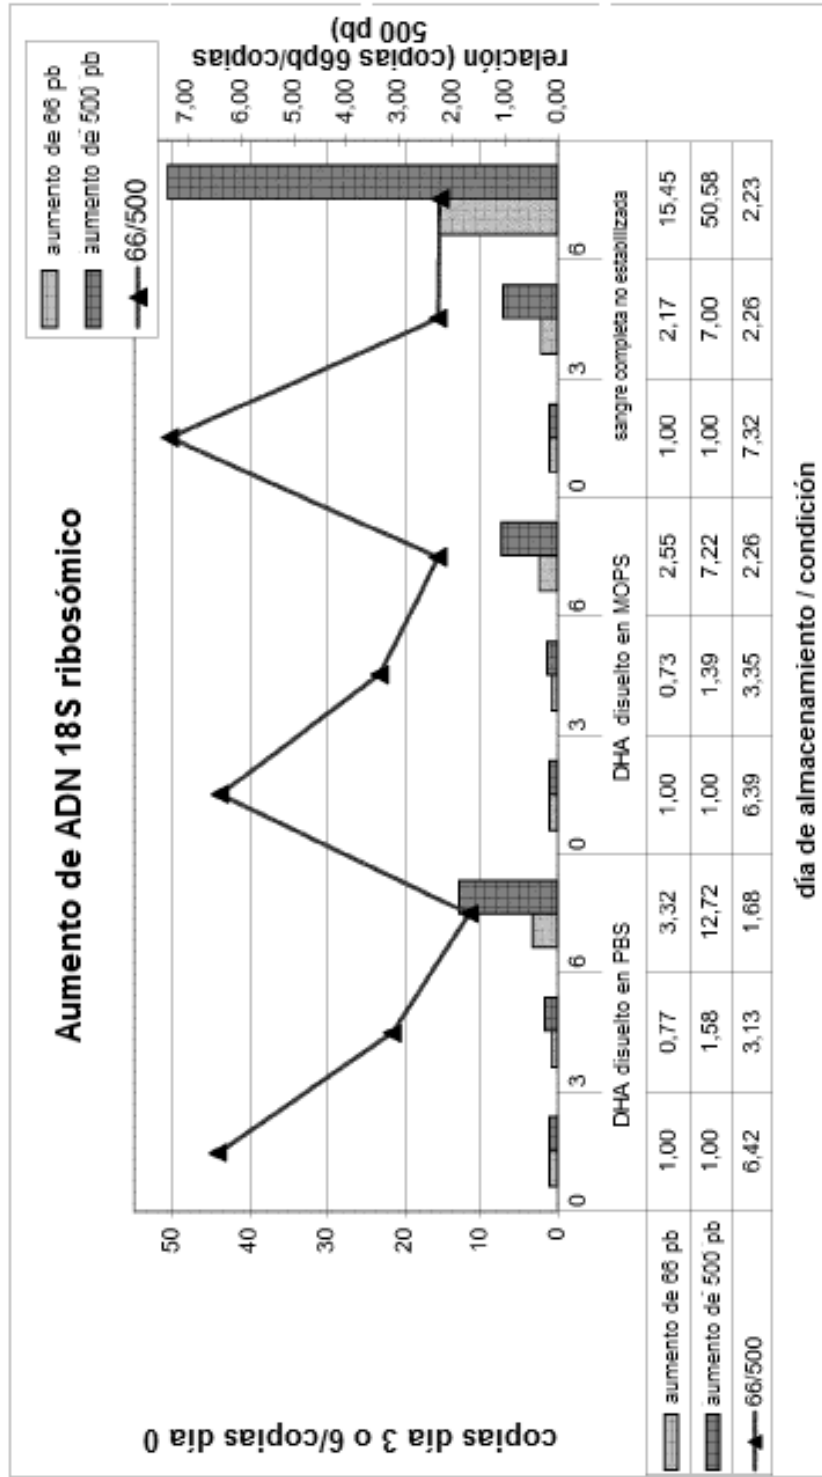 Aumento de ADN 18S ribosómico
aumento de 66 pb
aumento de 500 pb
66/500
copias día 3 o 6/copias día 0
50
40
30
20
10
0
relación (copias 66pb/copias
500 pb)
7,00
6,00
5,00
4,00
3,00
2,00
1,00
0,00
0 3 6 0 3 6 0 3 6
DHA disuelto en PBS DHA disuelto en MOPS sangre completa no estabilizada
aumento de 66 pb 1,00 0,77 3,32 1,00 0,73 2,55 1,00 2,17 15,45
aumento de 500 pb 1,00 1,58 12,72 1,00 1,39 7,22 1,00 7,00 50,58
66/500 6,42 3,13 1,68 6,39 3,35 2,26 7,32 2,26 2,23
día de almacenamiento / condición